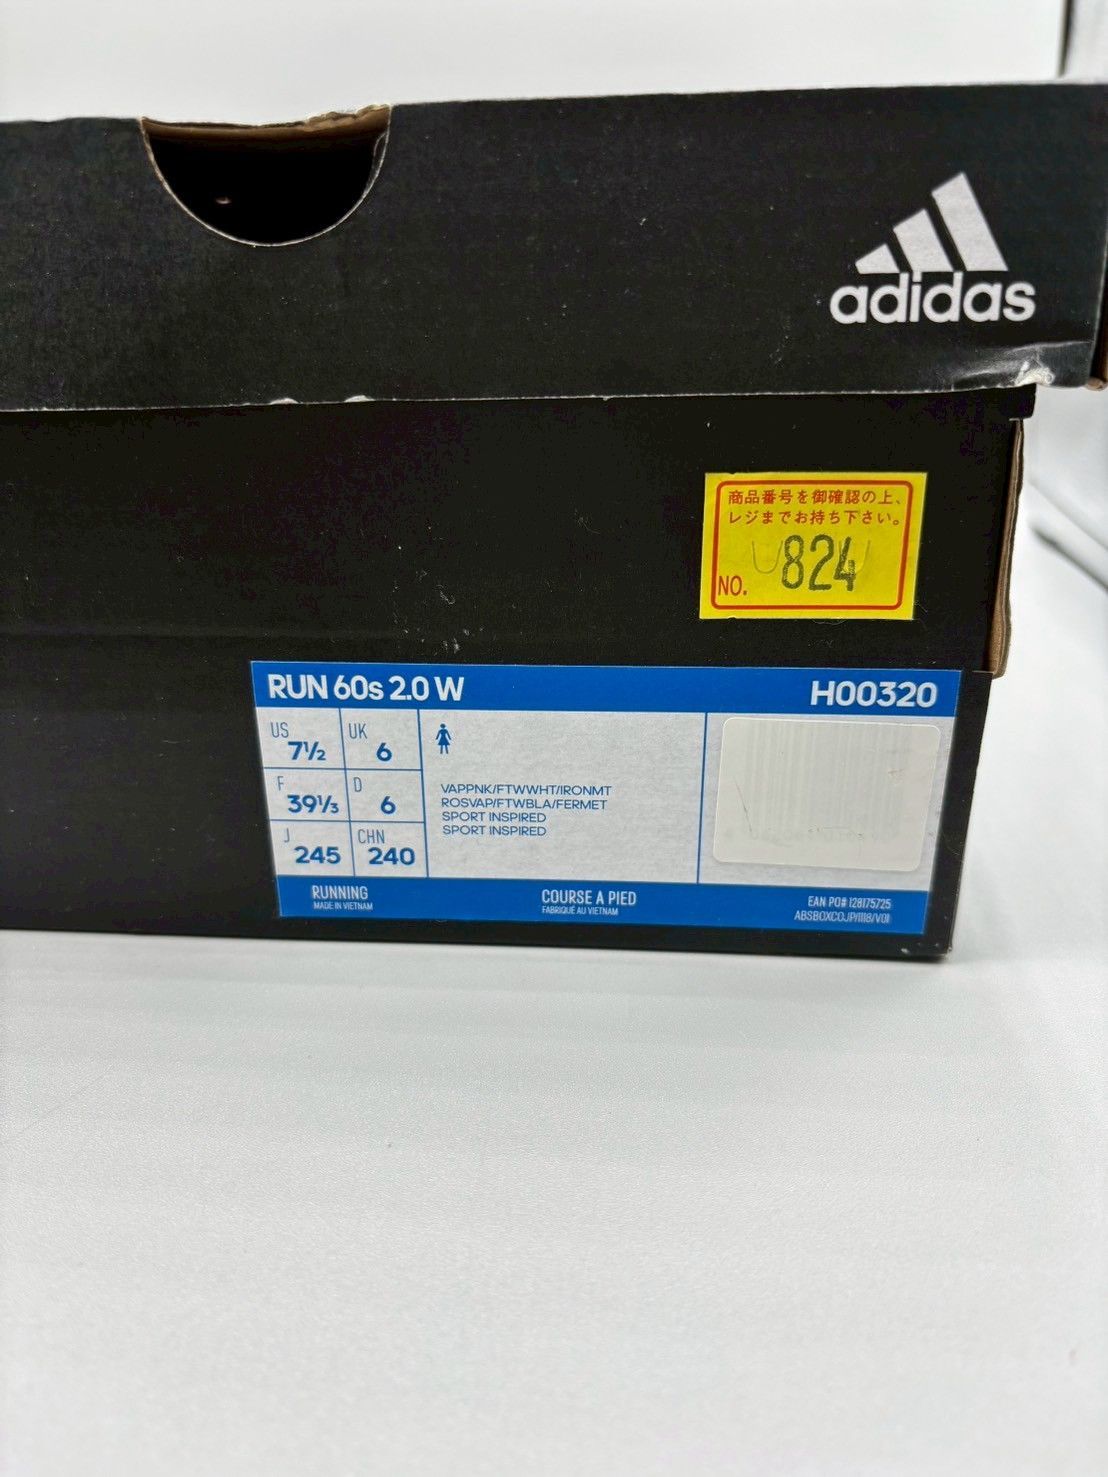 adidas
商品番号を御確認の上、
レジまでお持ち下さい。
NO. 824
RUN 60s 2.0 W
H00320
US 7½
UK 6
F 39⅓
D 6
J 245
CHN 240
VAPPNK/FTWWHT/IRONMT
ROSVAP/FTWBLA/FERMET
SPORT INSPIRED
SPORT INSPIRED
RUNNING
MADE IN VIETNAM
COURSE A PIED
FABRIQUÉ AU VIETNAM
EAN PO# 128175725
ABSBOXCOJP/1118/V01